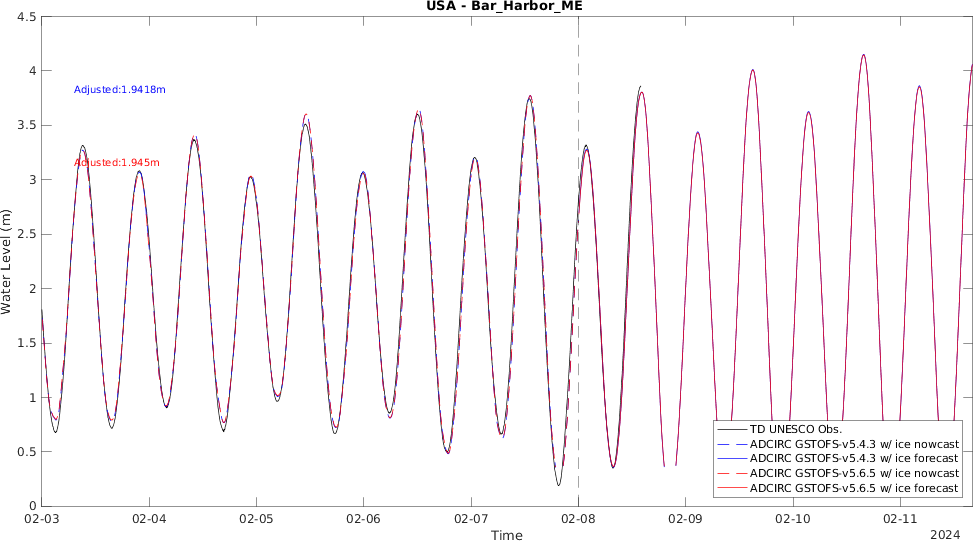 USA - Bar_Harbor_ME
4.5
4
3.5
3
2.5
2
1.5
1
0.5
0
Water Level (m)
Adjusted:1.9418m
Adjusted:1.945m
TD UNESCO Obs.
ADCIRC GSTOFS-v5.4.3 w/ ice nowcast
ADCIRC GSTOFS-v5.4.3 w/ ice forecast
ADCIRC GSTOFS-v5.6.5 w/ ice nowcast
ADCIRC GSTOFS-v5.6.5 w/ ice forecast
02-03 02-04 02-05 02-06 02-07 02-08 02-09 02-10 02-11
Time
2024